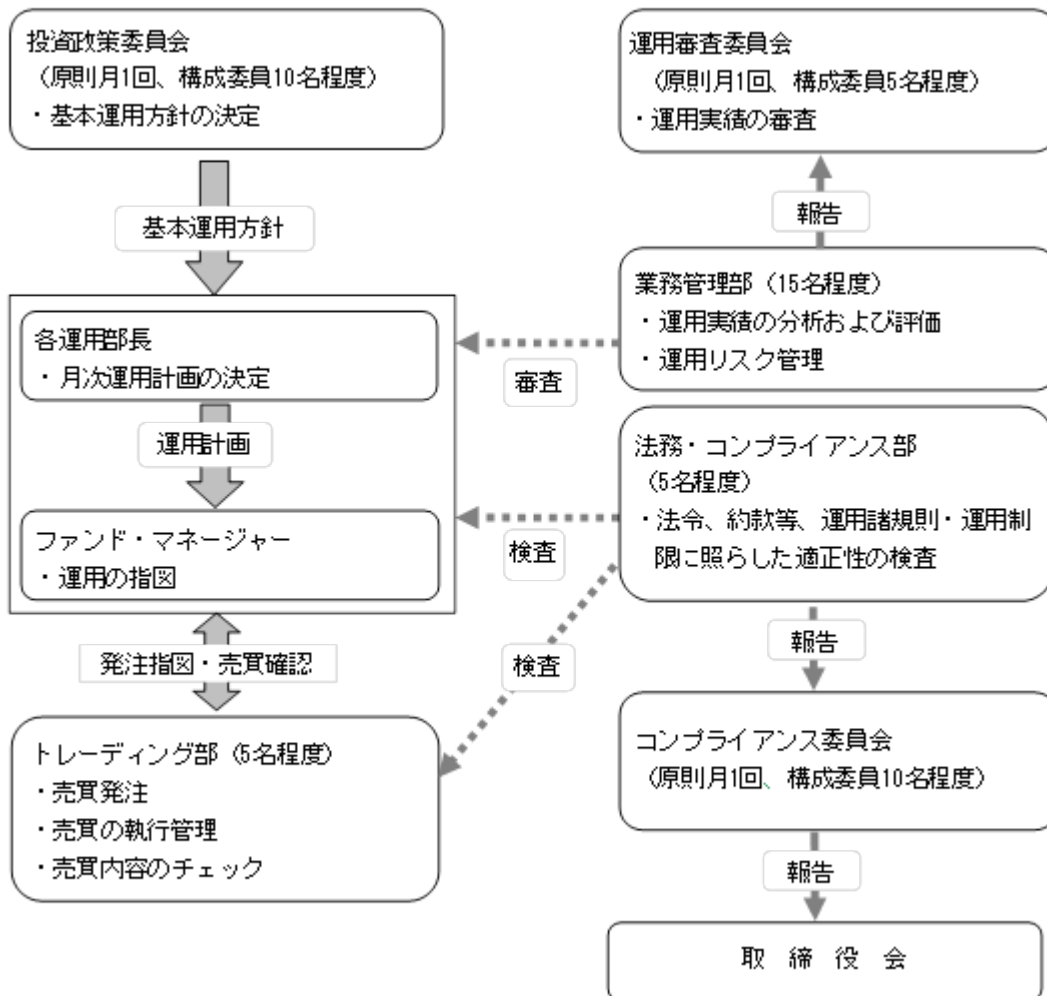 投資政策委員会
（原則月1回、構成委員10名程度）
・基本運用方針の決定
基本運用方針
各運用部長
・月次運用計画の決定
運用計画
ファンド・マネージャー
・運用の指図
発注指図・売買確認
トレーディング部（5名程度）
・売買発注
・売買の執行管理
・売買内容のチェック
運用審査委員会
（原則月1回、構成委員5名程度）
・運用実績の審査
報告
業務管理部（15名程度）
・運用実績の分析および評価
・運用リスク管理
審査
法務・コンプライアンス部
（5名程度）
・法令、約款等、運用諸規則・運用制
限に照らした適正性の検査
検査
検査
報告
コンプライアンス委員会
（原則月1回、構成委員10名程度）
報告
取 締 役 会